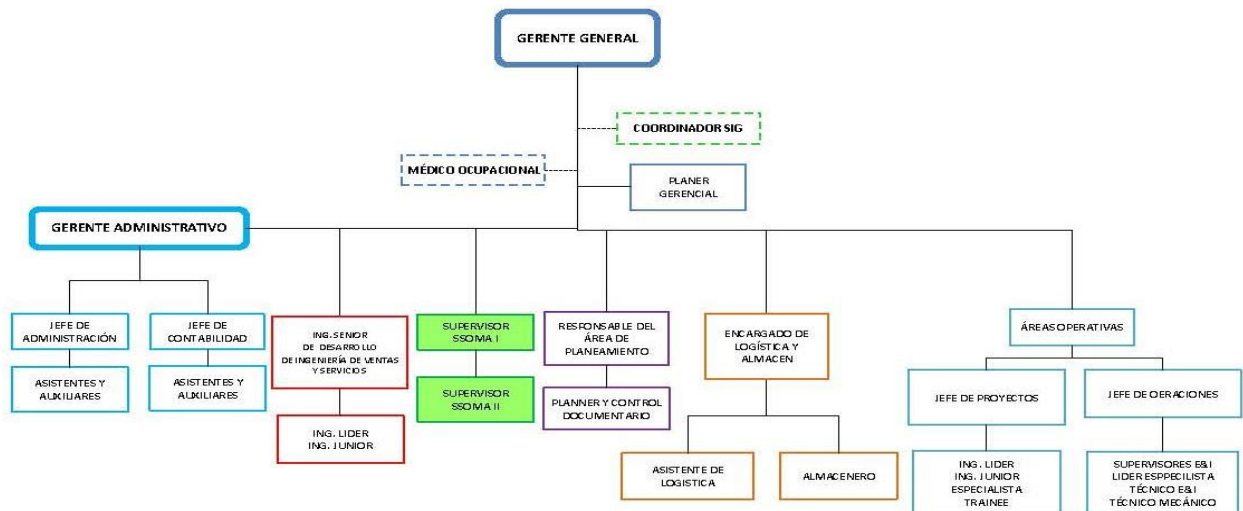 GERENTE GENERAL
COORDINADOR SIG
MÉDICO OCUPACIONAL
PLANER
GERENCIAL
GERENTE ADMINISTRATIVO
JEFE DE
ADMINISTRACIÓN
JEFE DE
CONTABILIDAD
ING. SENIOR
DE DESARROLLO
DE INGENIERÍA DE VENTAS
Y SERVICIOS
SUPERVISOR
SSOMA I
RESPONSABLE DEL
ÁREA DE
PLANEAMIENTO
ENCARGADO DE
LOGÍSTICA Y
ALMACEN
ÁREAS OPERATIVAS
ASISTENTES Y
AUXILIARES
ASISTENTES Y
AUXILIARES
SUPERVISOR
SSOMA II
PLANNER Y CONTROL
DOCUMENTARIO
JEFE DE PROYECTOS
JEFE DE OERACIONES
ING. LIDER
ING. JUNIOR
ASISTENTE DE
LOGISTICA
ALMACENERO
ING. LIDER
ING. JUNIOR
ESPECIALISTA
TRAINEE
SUPERVISORES E&I
LIDER ESPPECILISTA
TÉCNICO E&I
TÉCNICO MECÁNICO